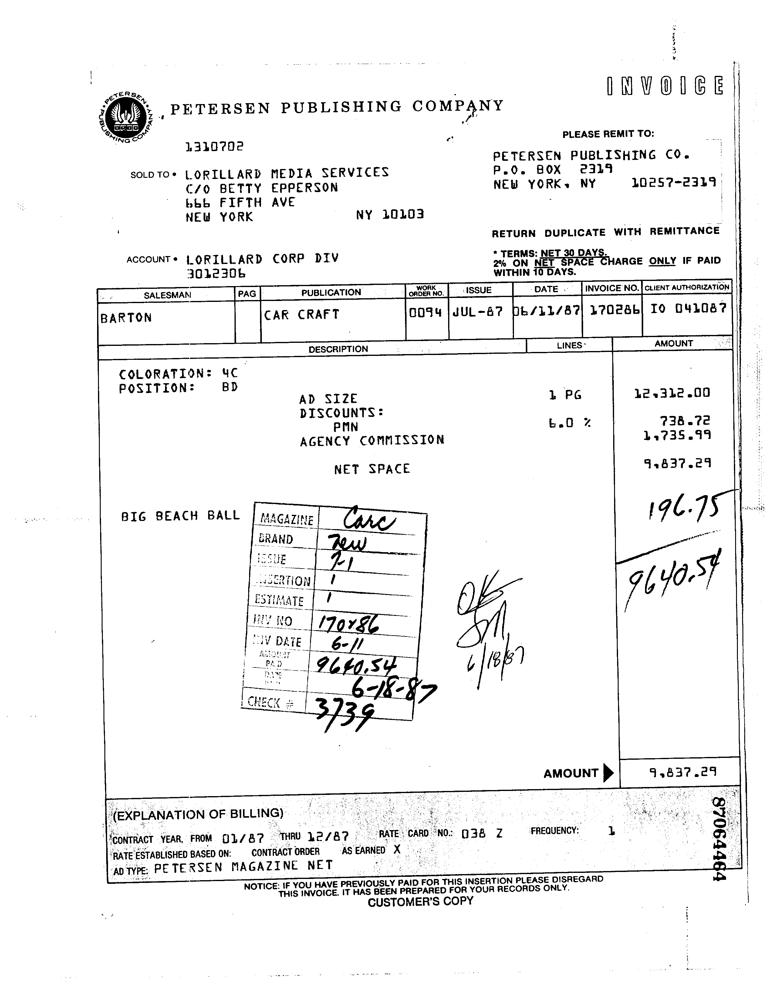 INVOICE
PETERSEN PUBLISHING COMPANY
PETERSEN PUBLISHING COMPANY
1310702
PLEASE REMIT TO:
PETERSEN PUBLISHING CO.
P.O. BOX 2319
NEW YORK, NY 10257-2319
SOLD TO • LORILLARD MEDIA SERVICES
C/O BETTY EPPERSON
666 FIFTH AVE
NEW YORK NY 10103
RETURN DUPLICATE WITH REMITTANCE
ACCOUNT • LORILLARD CORP DIV
3012306
* TERMS: NET 30 DAYS.
2% ON NET SPACE CHARGE ONLY IF PAID
WITHIN 10 DAYS.
SALESMAN PAG PUBLICATION WORK ORDER NO. ISSUE DATE INVOICE NO. CLIENT AUTHORIZATION
BARTON CAR CRAFT 0094 JUL-87 06/11/87 170286 IO 041087
DESCRIPTION LINES AMOUNT
COLORATION: 4C
POSITION: BD
AD SIZE 1 PG 12,312.00
DISCOUNTS:
PMN 6.0 % 738.72
AGENCY COMMISSION 1,735.99
NET SPACE 9,837.29
196.75
9640.54
BIG BEACH BALL
MAGAZINE Carc
BRAND New
ISSUE 7-1
INSERTION 1
ESTIMATE 1
INV NO 170286
INV DATE 6-11
AMOUNT PAID 9640.54
DATE 6-18-87
CHECK # 3739
OK
6/18/87
AMOUNT 9,837.29
(EXPLANATION OF BILLING)
CONTRACT YEAR, FROM 01/87 THRU 12/87 RATE CARD NO.: 038 Z FREQUENCY: 1
RATE ESTABLISHED BASED ON: CONTRACT ORDER AS EARNED X
AD TYPE: PETERSEN MAGAZINE NET
87064464
NOTICE: IF YOU HAVE PREVIOUSLY PAID FOR THIS INSERTION PLEASE DISREGARD
THIS INVOICE. IT HAS BEEN PREPARED FOR YOUR RECORDS ONLY.
CUSTOMER'S COPY